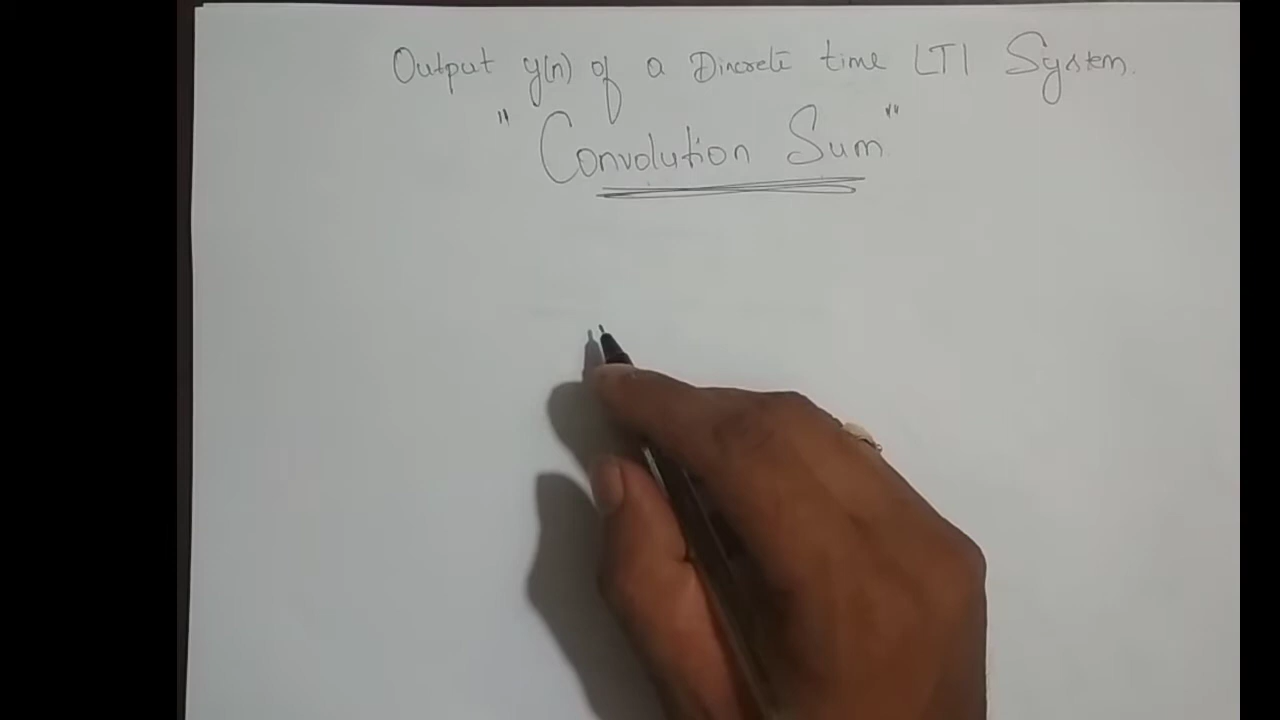 Output y(n) of a Discrete time LTI System.
"Convolution Sum"